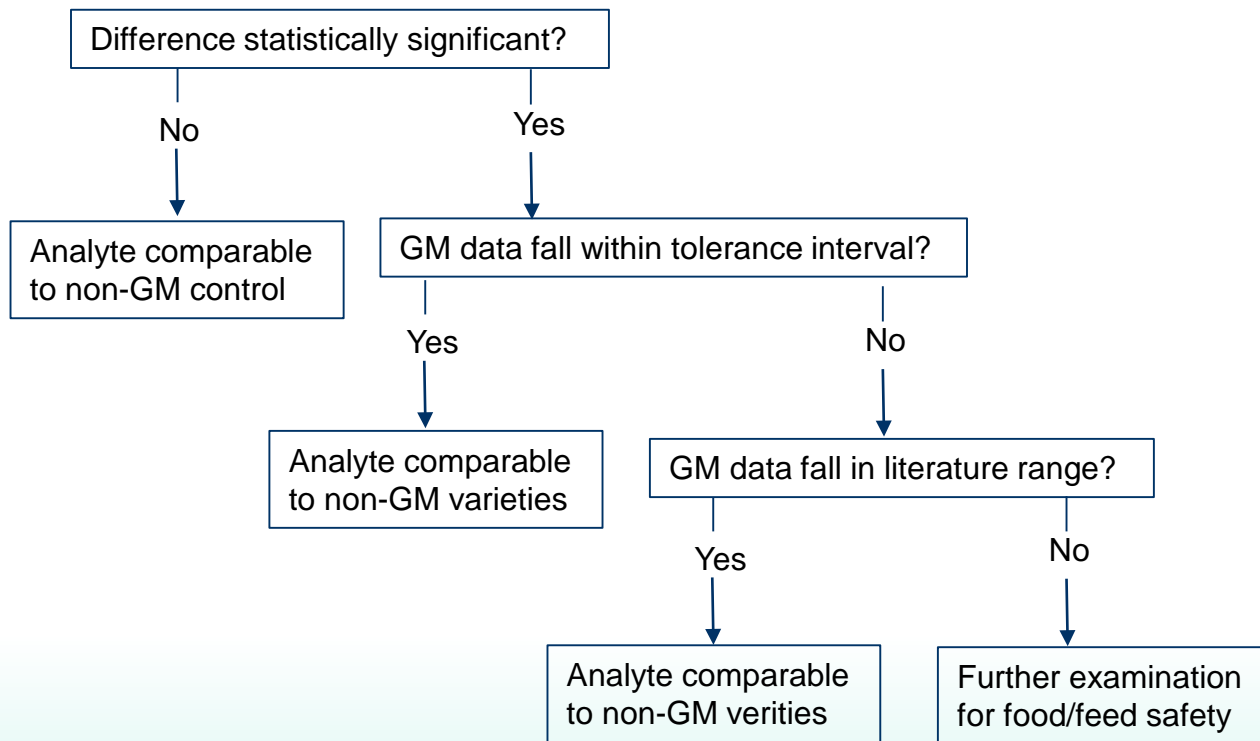 Difference statistically significant?
No
Yes
Analyte comparable
to non-GM control
GM data fall within tolerance interval?
Yes
No
Analyte comparable
to non-GM varieties
GM data fall in literature range?
Yes
No
Analyte comparable
to non-GM verities
Further examination
for food/feed safety